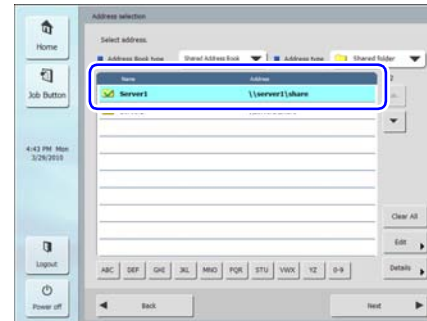 Address selection
Home
Select address.
Address Book type
Shared Address Book
Address type
Shared folder
Name
Address
2
Job Button
Server1
\\server1\share
4:43 PM Mon
3/29/2010
Clear All
Edit
Logout
ABC
DEF
GHI
JKL
MNO
PQR
STU
VWX
YZ
0-9
Details
Power off
Back
Next